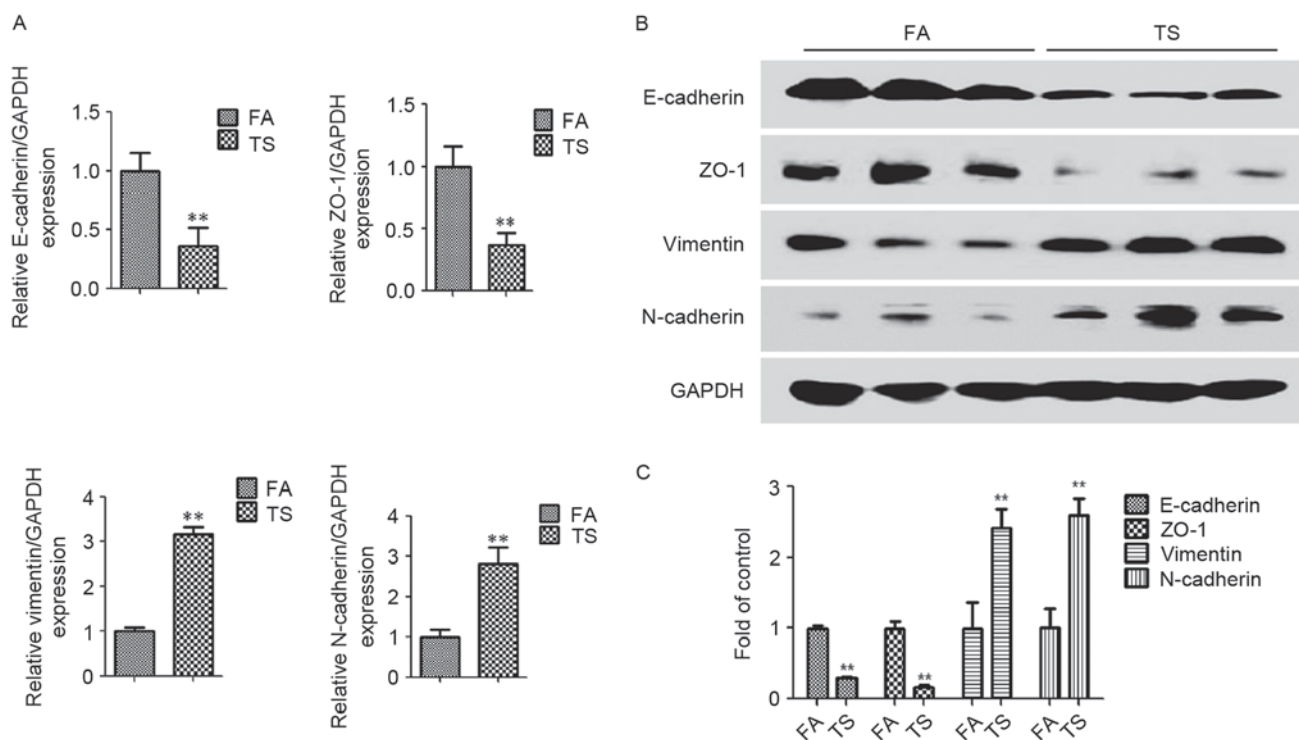 A
Relative E-cadherin/GAPDH
expression
1.5
1.0
0.5
0.0
**
FA
TS
Relative ZO-1/GAPDH
expression
1.5
1.0
0.5
0.0
**
FA
TS
Relative vimentin/GAPDH
expression
4
3
2
1
0
**
FA
TS
Relative N-cadherin/GAPDH
expression
4
3
2
1
0
**
FA
TS
B
FA
TS
E-cadherin
ZO-1
Vimentin
N-cadherin
GAPDH
C
Fold of control
3
2
1
0
**
**
**
**
FA
TS
FA
TS
FA
TS
FA
TS
E-cadherin
ZO-1
Vimentin
N-cadherin